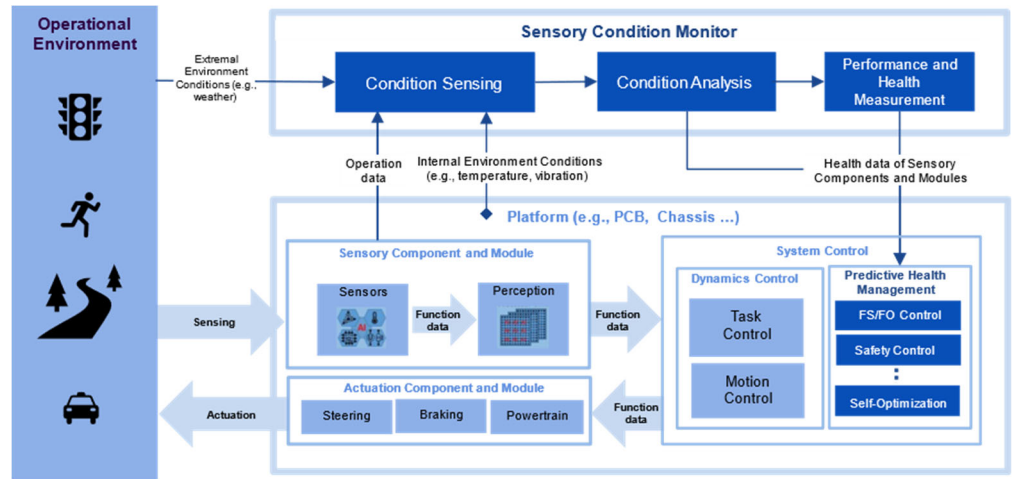 Operational
Environment
Sensory Condition Monitor
Extremal
Environment
Conditions (e.g.,
weather)
Condition Sensing
Condition Analysis
Performance and
Health
Measurement
Operation
data
Internal Environment Conditions
(e.g., temperature, vibration)
Health data of Sensory
Components and Modules
Platform (e.g., PCB, Chassis ...)
Sensory Component and Module
Sensors
AI
Function
data
Perception
Sensing
Function
data
System Control
Dynamics Control
Task
Control
Motion
Control
Predictive Health
Management
FS/FO Control
Safety Control
Self-Optimization
Actuation Component and Module
Steering
Braking
Powertrain
Actuation
Function
data